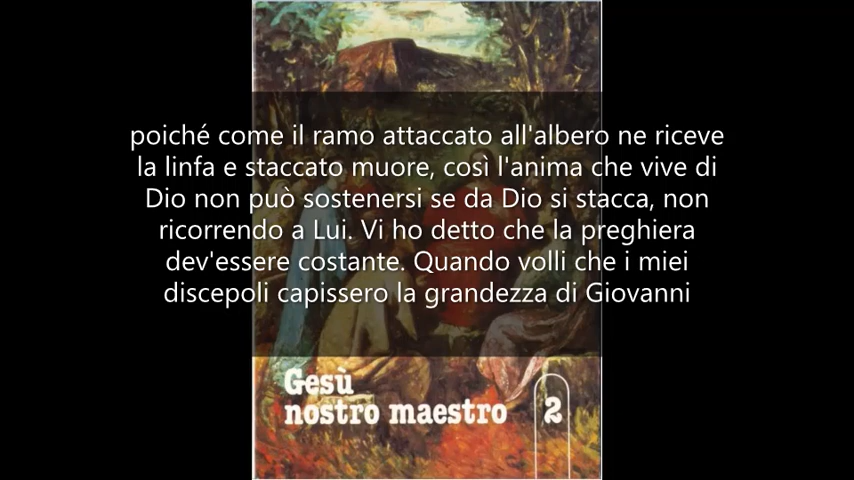 poiché come il ramo attaccato all'albero ne riceve
la linfa e staccato muore, così l'anima che vive di
Dio non può sostenersi se da Dio si stacca, non
ricorrendo a Lui. Vi ho detto che la preghiera
dev'essere costante. Quando volli che i miei
discepoli capissero la grandezza di Giovanni
Gesù
nostro maestro 2